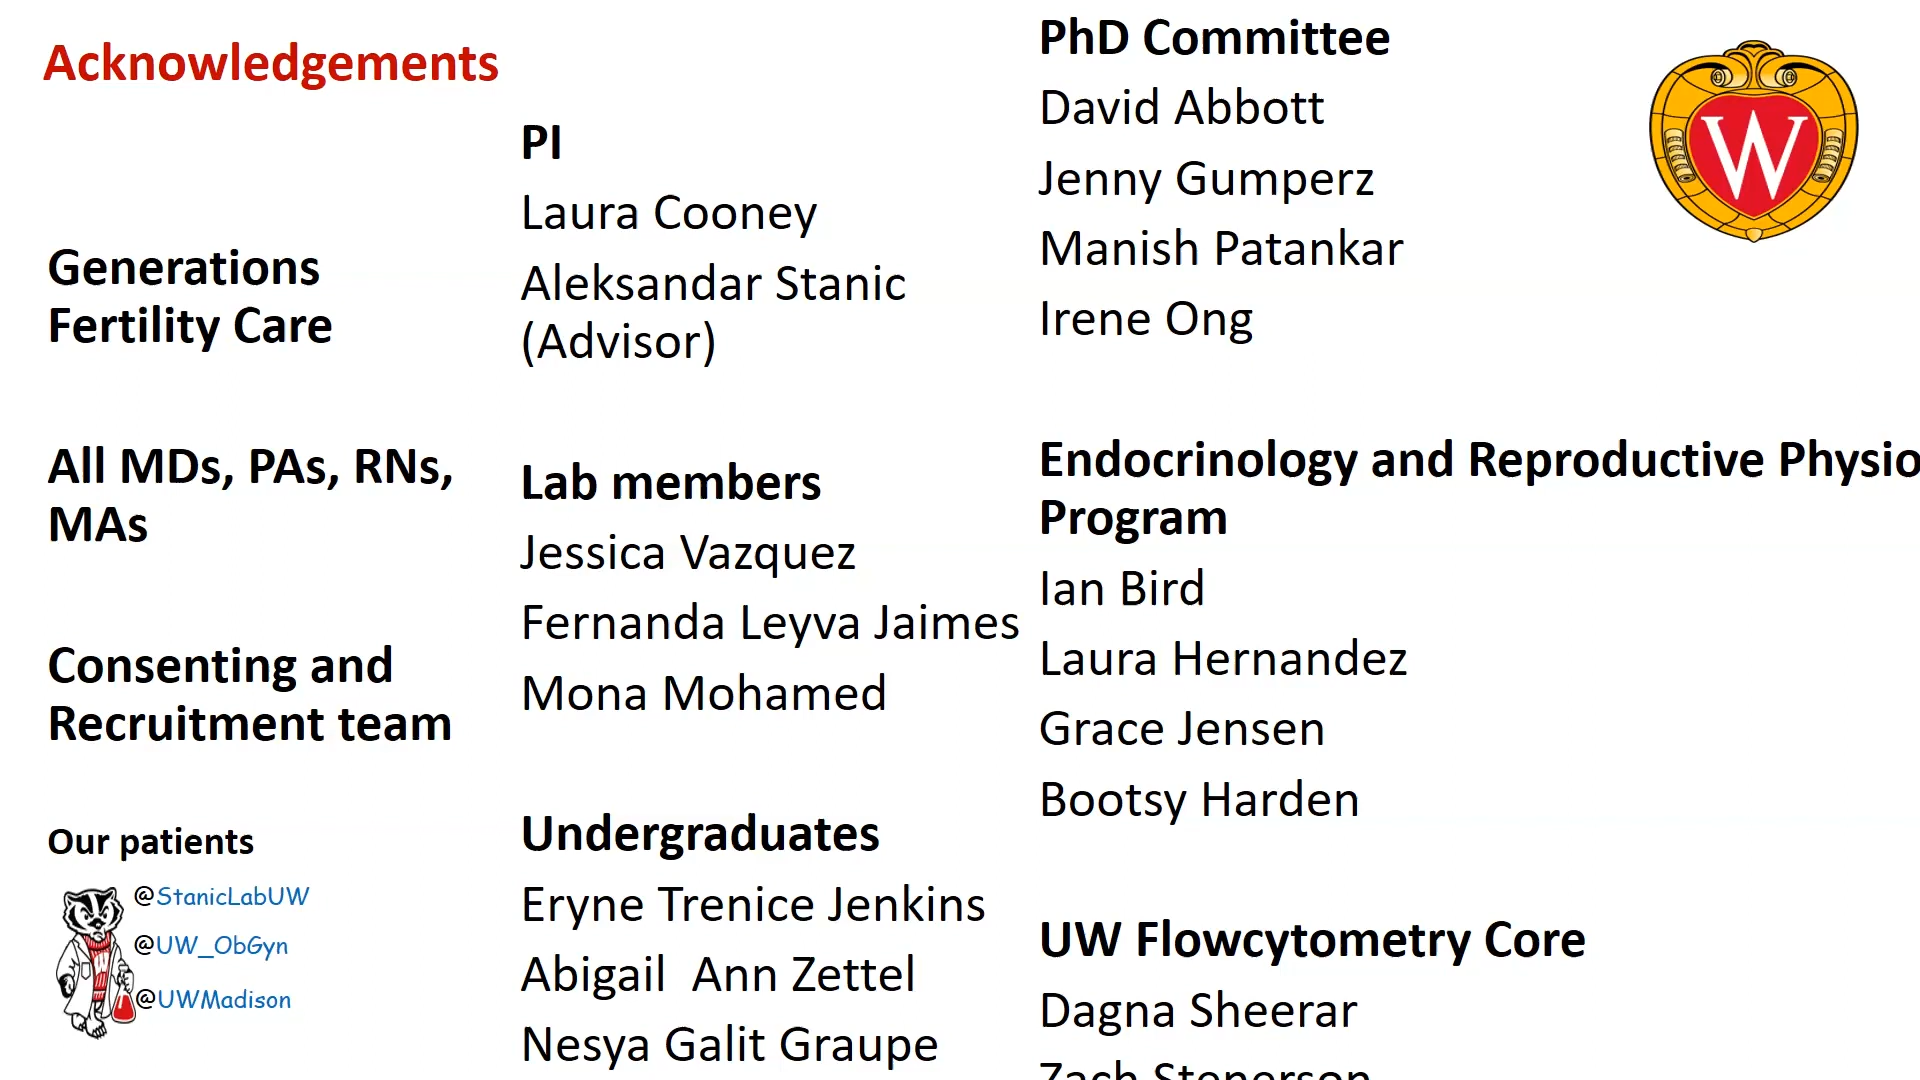 Acknowledgements
Generations
Fertility Care
All MDs, PAs, RNs,
MAs
Consenting and
Recruitment team
Our patients
@StanicLabUW
@UW_ObGyn
@UWMadison
PI
Laura Cooney
Aleksandar Stanic
(Advisor)
Lab members
Jessica Vazquez
Fernanda Leyva Jaimes
Mona Mohamed
Undergraduates
Eryne Trenice Jenkins
Abigail  Ann Zettel
Nesya Galit Graupe
PhD Committee
David Abbott
Jenny Gumperz
Manish Patankar
Irene Ong
Endocrinology and Reproductive Physio
Program
Ian Bird
Laura Hernandez
Grace Jensen
Bootsy Harden
UW Flowcytometry Core
Dagna Sheerar
Zach
W